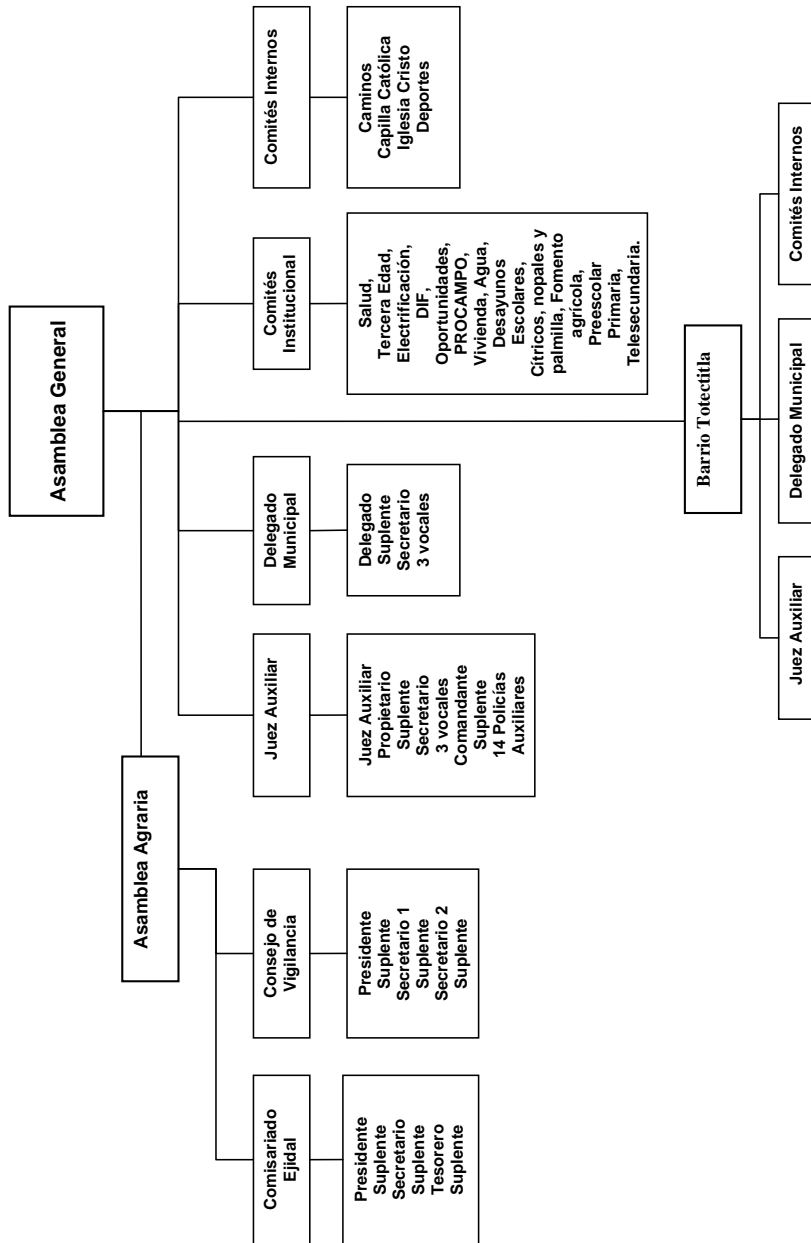 Asamblea General
Asamblea Agraria
Comisariado
Ejidal
Consejo de
Vigilancia
Juez Auxiliar
Delegado
Municipal
Comités
Institucional
Comités Internos
Presidente
Suplente
Secretario
Suplente
Tesorero
Suplente
Presidente
Suplente
Secretario 1
Suplente
Secretario 2
Suplente
Juez Auxiliar
Propietario
Suplente
Secretario
3 vocales
Comandante
Suplente
14 Policías
Auxiliares
Delegado
Suplente
Secretario
3 vocales
Salud,
Tercera Edad,
Electrificación,
DIF,
Oportunidades,
PROCAMPO,
Vivienda, Agua,
Desayunos
Escolares,
Cítricos, nopales y
palmilla, Fomento
agrícola,
Preescolar
Primaria,
Telesecundaria.
Caminos
Capilla Católica
Iglesia Cristo
Deportes
Barrio Totectitla
Juez Auxiliar
Delegado Municipal
Comités Internos